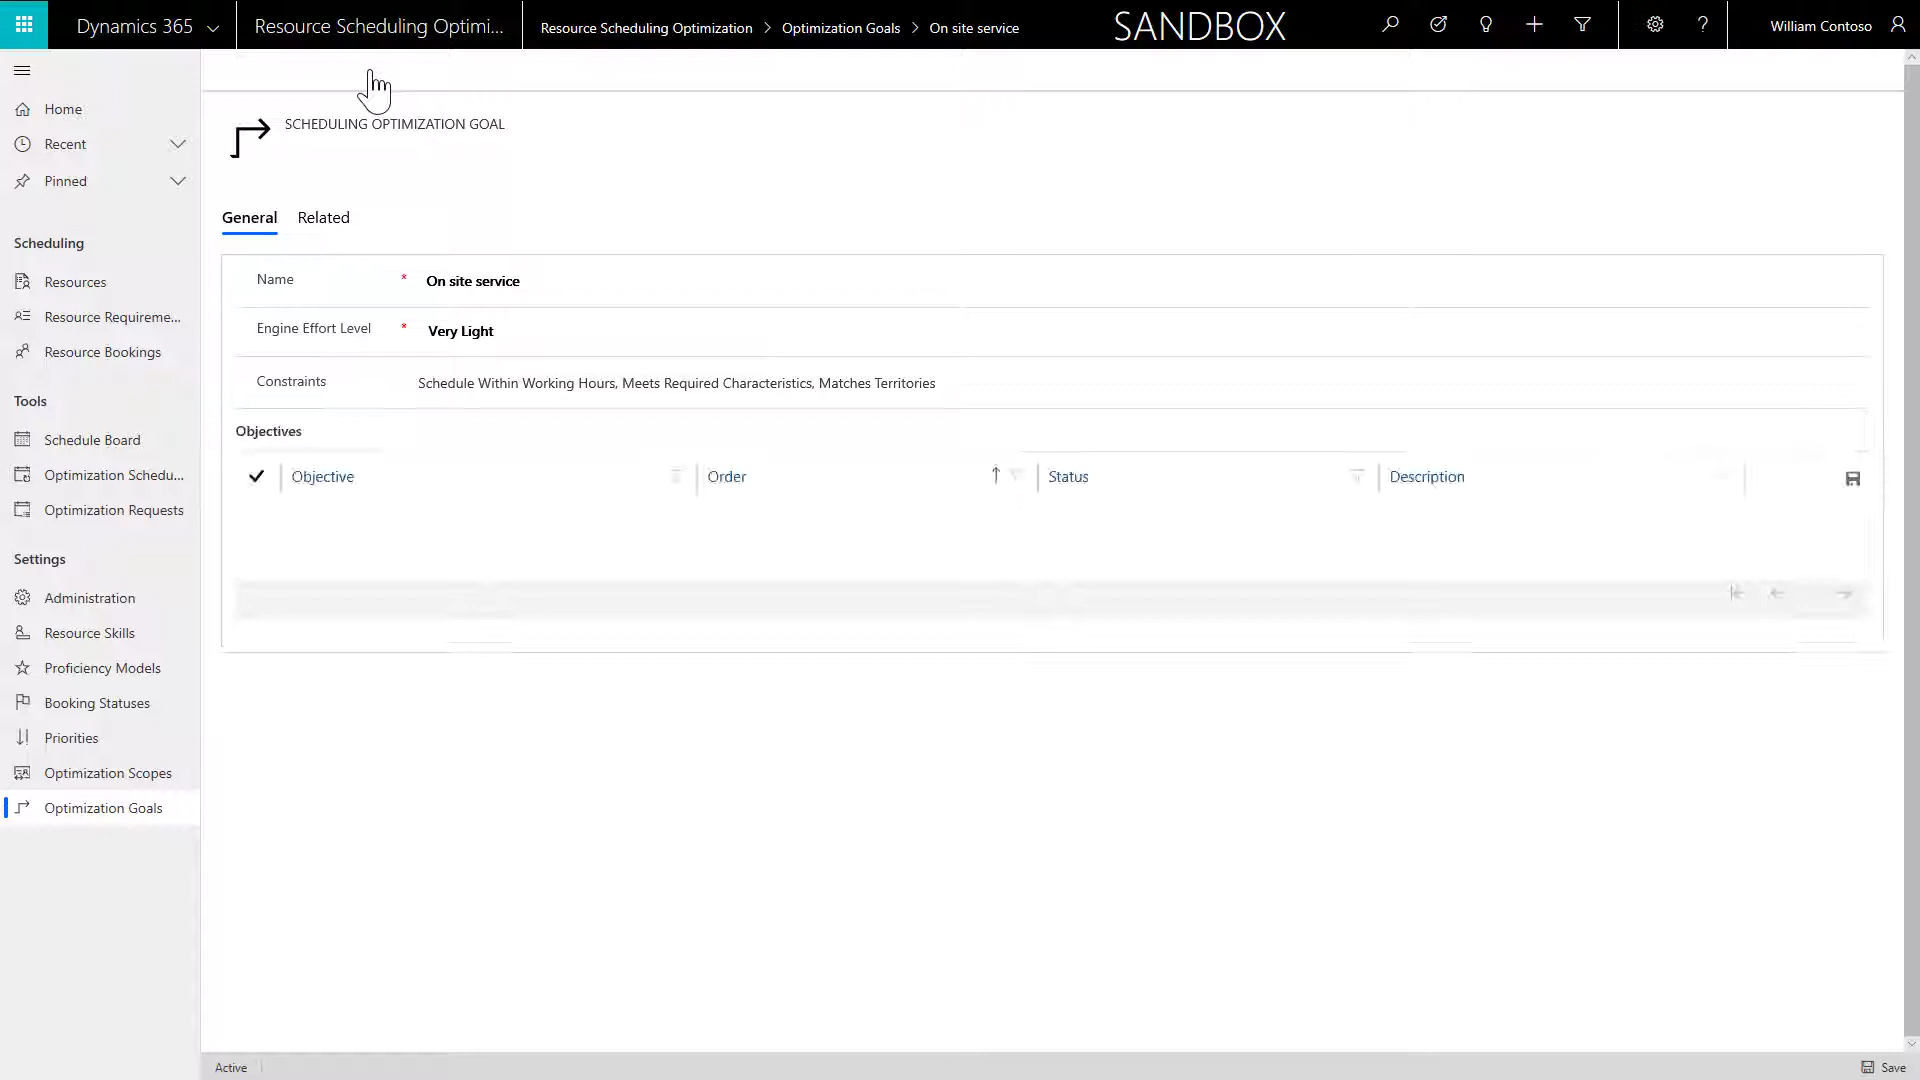 Dynamics 365
Resource Scheduling Optimi...
Resource Scheduling Optimization > Optimization Goals > On site service
SANDBOX
William Contoso
Home
Recent
Pinned
Scheduling
Resources
Resource Requireme...
Resource Bookings
Tools
Schedule Board
Optimization Schedu...
Optimization Requests
Settings
Administration
Resource Skills
Proficiency Models
Booking Statuses
Priorities
Optimization Scopes
Optimization Goals
SCHEDULING OPTIMIZATION GOAL
General Related
Name * On site service
Engine Effort Level * Very Light
Constraints Schedule Within Working Hours, Meets Required Characteristics, Matches Territories
Objectives
Objective Order Status Description
Active Save